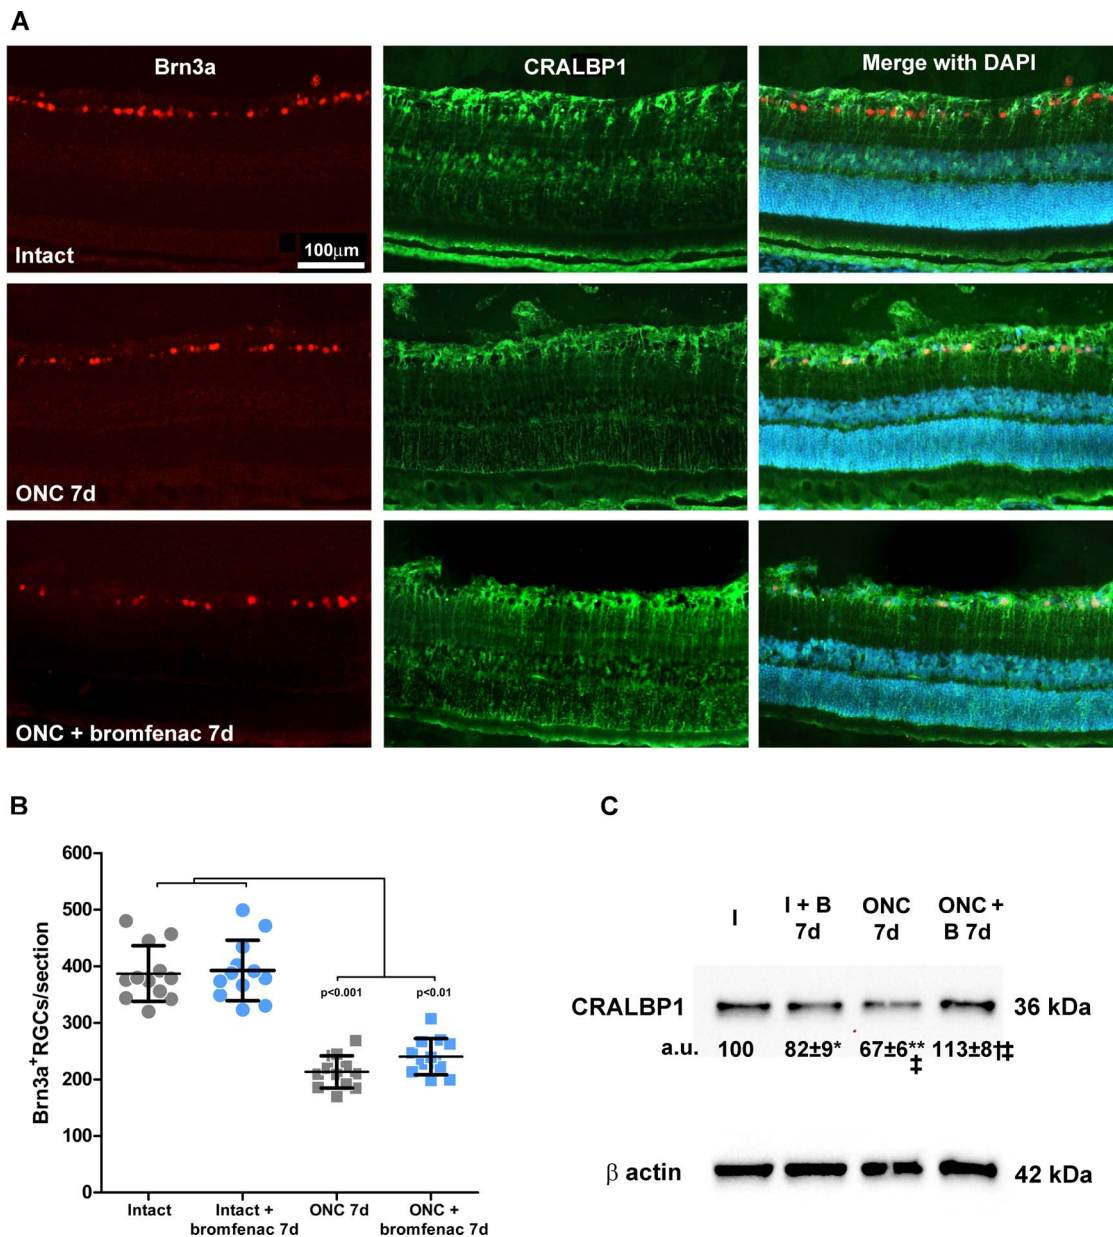 A
Brn3a
CRALBP1
Merge with DAPI
Intact
100μm
ONC 7d
ONC + bromfenac 7d
B
Brn3a+RGCs/section
600
500
400
300
200
100
0
p<0.001
p<0.01
Intact
Intact +
bromfenac 7d
ONC 7d
ONC +
bromfenac 7d
C
I
I + B
7d
ONC
7d
ONC +
B 7d
CRALBP1
36 kDa
a.u.
100
82±9*
67±6**
‡
113±8†‡
β actin
42 kDa